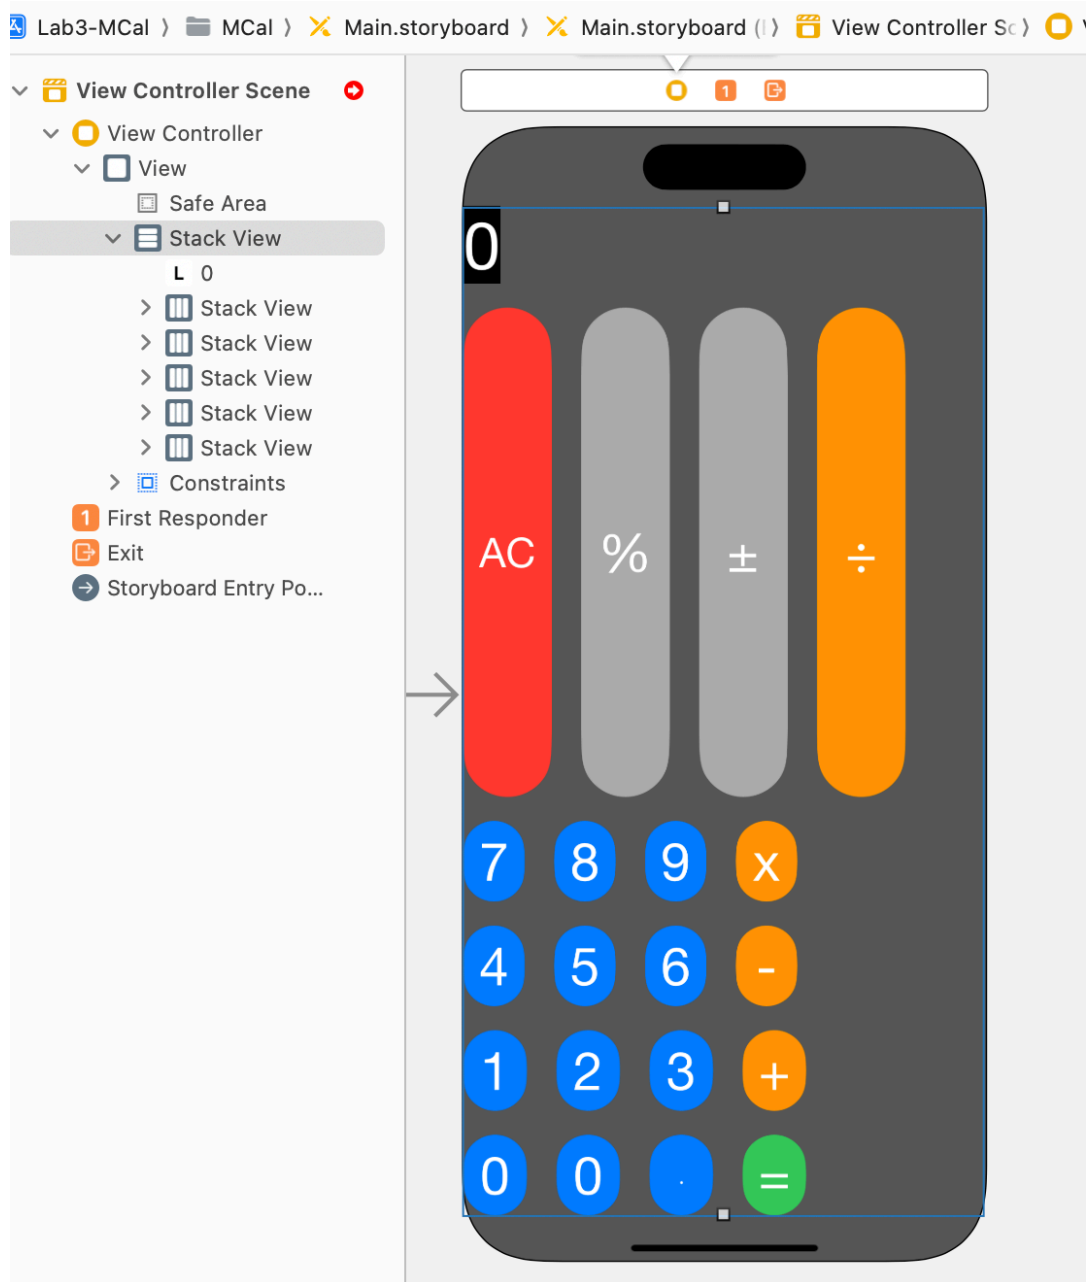 Lab3-MCal 〉 MCal 〉 Main.storyboard 〉 Main.storyboard ( 〉 View Controller Sc 〉
View Controller Scene
1
View Controller
View
Safe Area
Stack View
L 0
Stack View
Stack View
Stack View
Stack View
Stack View
Constraints
1 First Responder
Exit
Storyboard Entry Po...
0
AC % ± ÷
7 8 9 x
4 5 6 -
1 2 3 +
0 0 . =